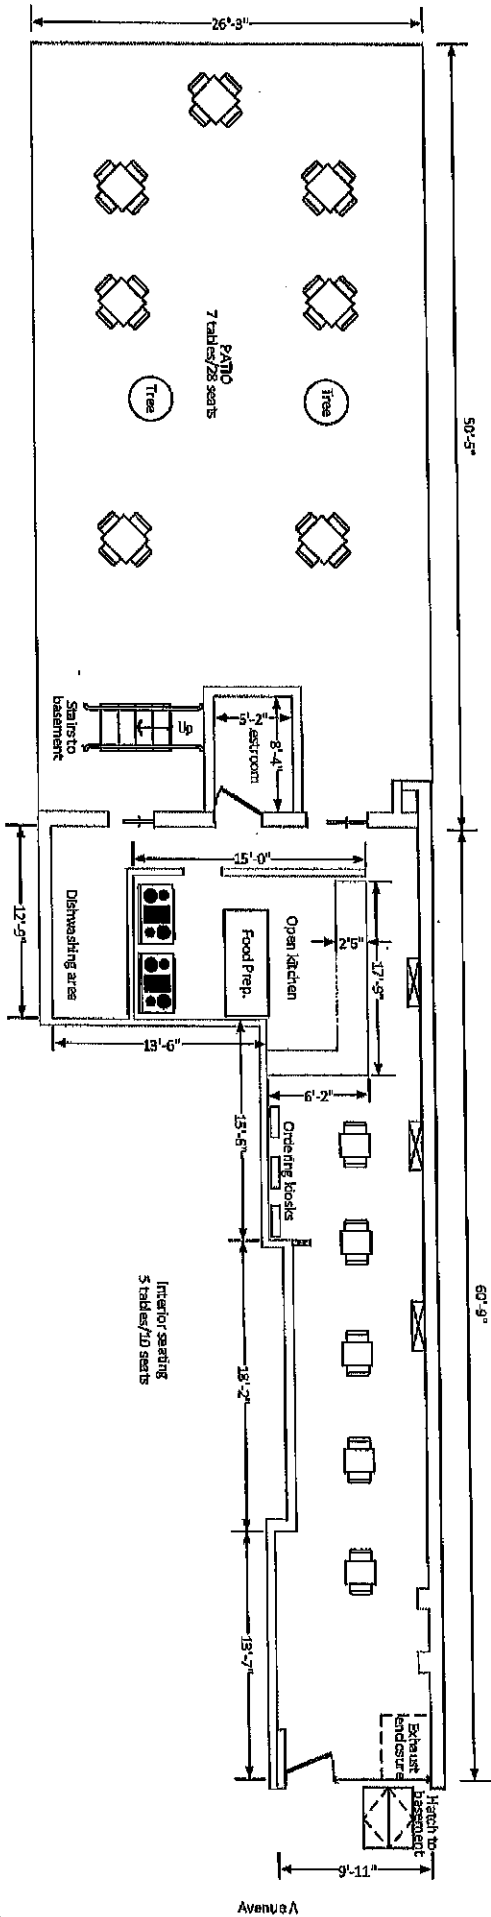 26'-3"
50'-5"
PATIO
7 tables/28 seats
Tree
Tree
Stairs to
basement
Up
5'-2"
8'-4"
estroom
15'-0"
12'-9"
Dishwashing area
Food Prep.
Open kitchen
2'5"
17'-9"
13'-6"
6'-2"
Ordering kiosks
60'-9"
Interior seating
5 tables/10 seats
18'-2"
13'-7"
Exhaust
enclosure
Hatch to
basement
9'-11"
Avenue A